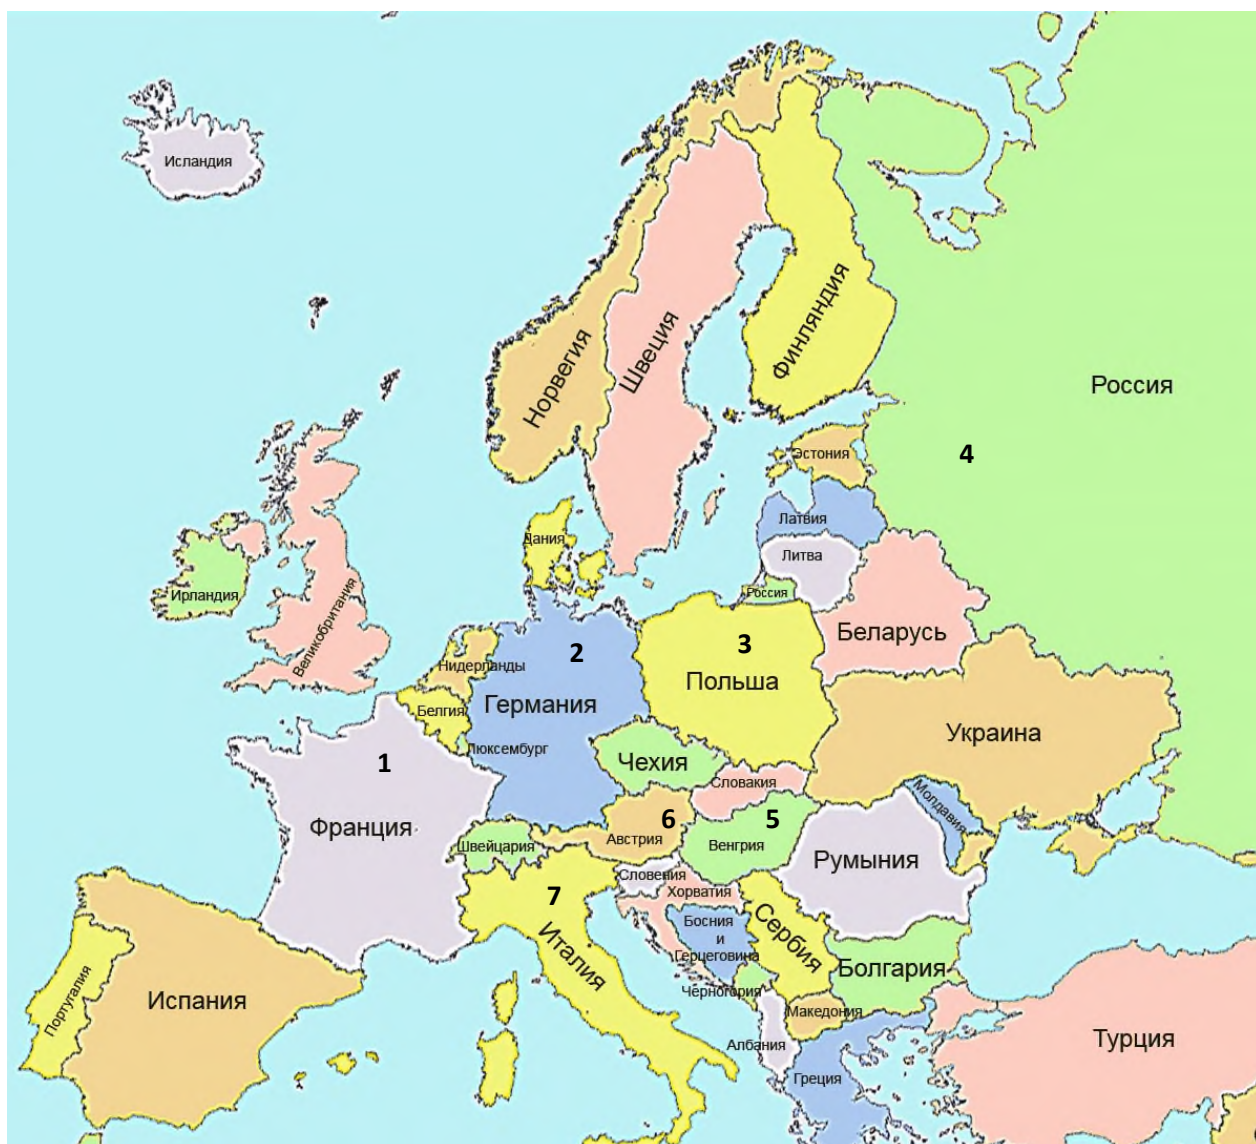 Исландия
Финляндия
Швеция
Норвегия
Россия
4
Эстония
Латвия
Дания
Литва
Россия
Ирландия
Великобритания
Беларусь
2
3
Нидерланды
Польша
Германия
Белгия
Украина
Люксембург
1
Чехия
Словакия
Молдавия
6
5
Франция
Австрия
Швейцария
Венгрия
Румыния
Словения
7
Хорватия
Босния
и
Герцеговина
Сербия
Италия
Болгария
Португалия
Испания
Черногория
Македония
Албания
Турция
Греция